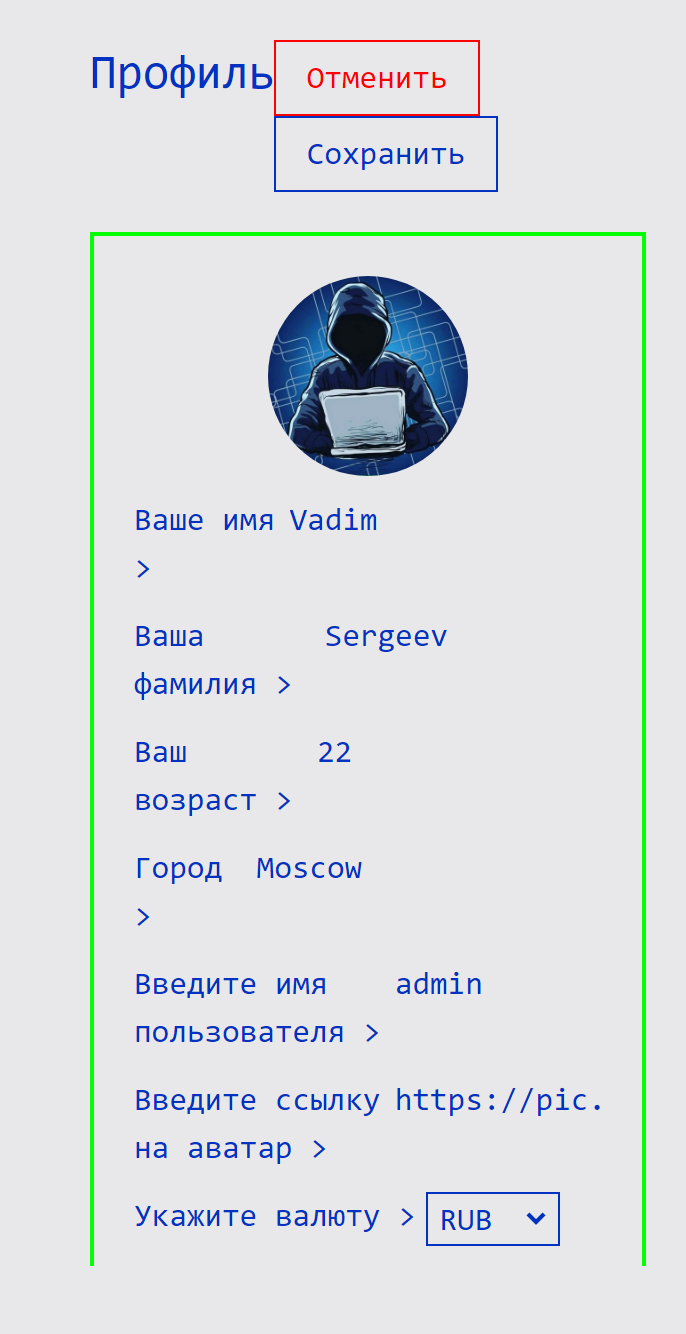 Профиль Отменить
Сохранить
Ваше имя Vadim
>
Ваша Sergeev
фамилия >
Ваш 22
возраст >
Город Moscow
>
Введите имя admin
пользователя >
Введите ссылку https://pic.
на аватар >
Укажите валюту > RUB